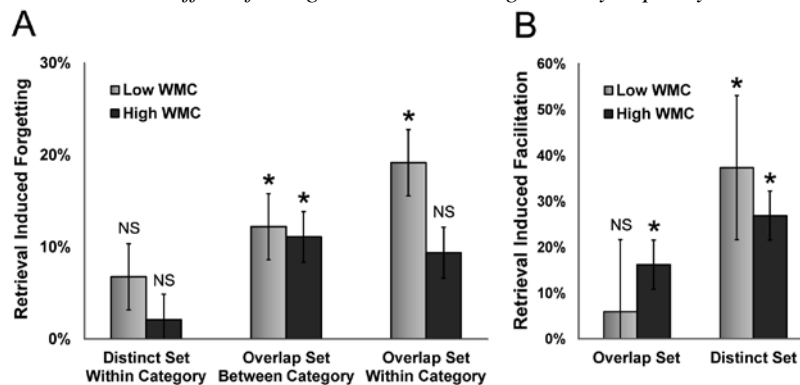 A
B
Retrieval Induced Forgetting
30%
20%
10%
0%
Low WMC
High WMC
NS
NS
*
*
*
NS
Distinct Set
Within Category
Overlap Set
Between Category
Overlap Set
Within Category
Retrieval Induced Facilitation
60%
50%
40%
30%
20%
10%
0%
Low WMC
High WMC
NS
*
*
*
Overlap Set
Distinct Set